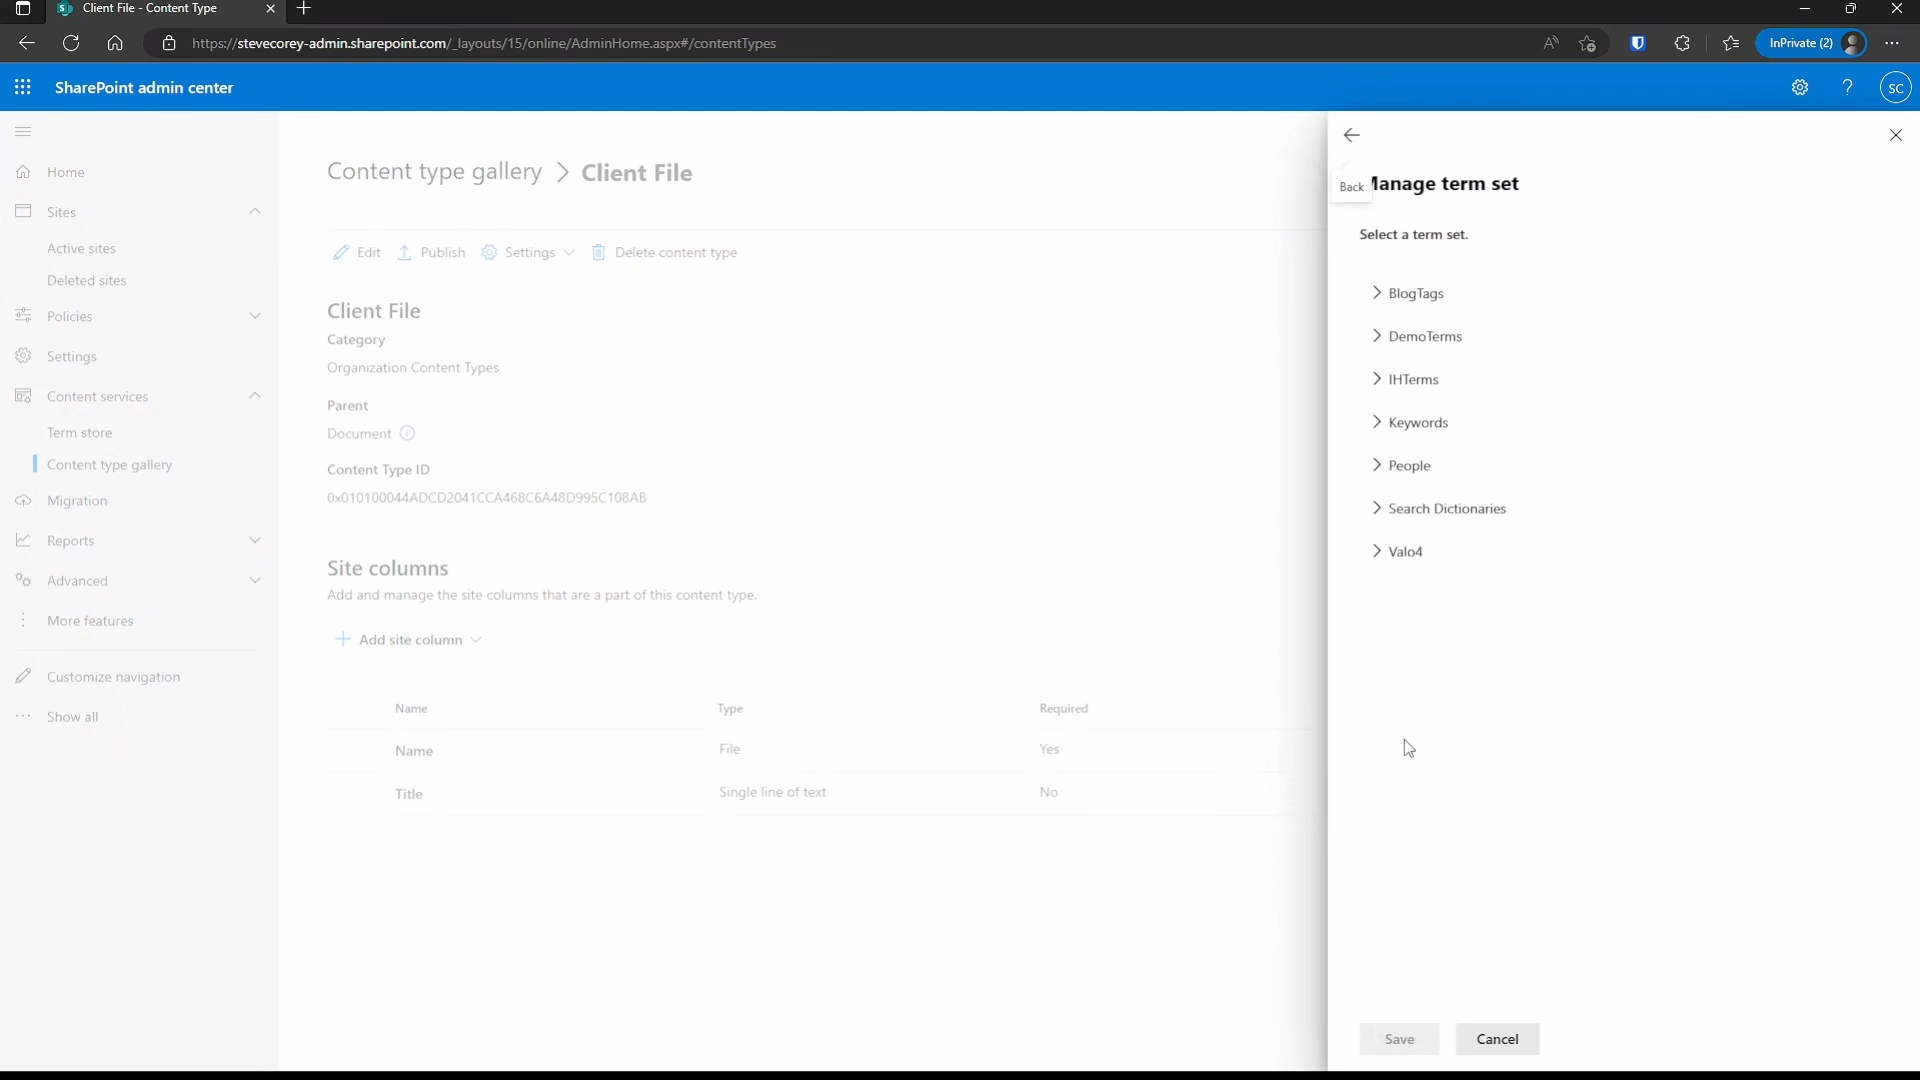 Client File - Content Type
https://stevecorey-admin.sharepoint.com/_layouts/15/online/AdminHome.aspx#/contentTypes
InPrivate (2)
SharePoint admin center
SC
Home
Sites
Active sites
Deleted sites
Policies
Settings
Content services
Term store
Content type gallery
Migration
Reports
Advanced
More features
Customize navigation
Show all
Content type gallery > Client File
Edit Publish Settings Delete content type
Client File
Category
Organization Content Types
Parent
Document
Content Type ID
0x010100044ADCD2041CCA468C6A48D995C108AB
Site columns
Add and manage the site columns that are a part of this content type.
Add site column
Name Type Required
Name File Yes
Title Single line of text No
Back
Manage term set
Select a term set.
BlogTags
DemoTerms
IHTerms
Keywords
People
Search Dictionaries
Valo4
Save Cancel